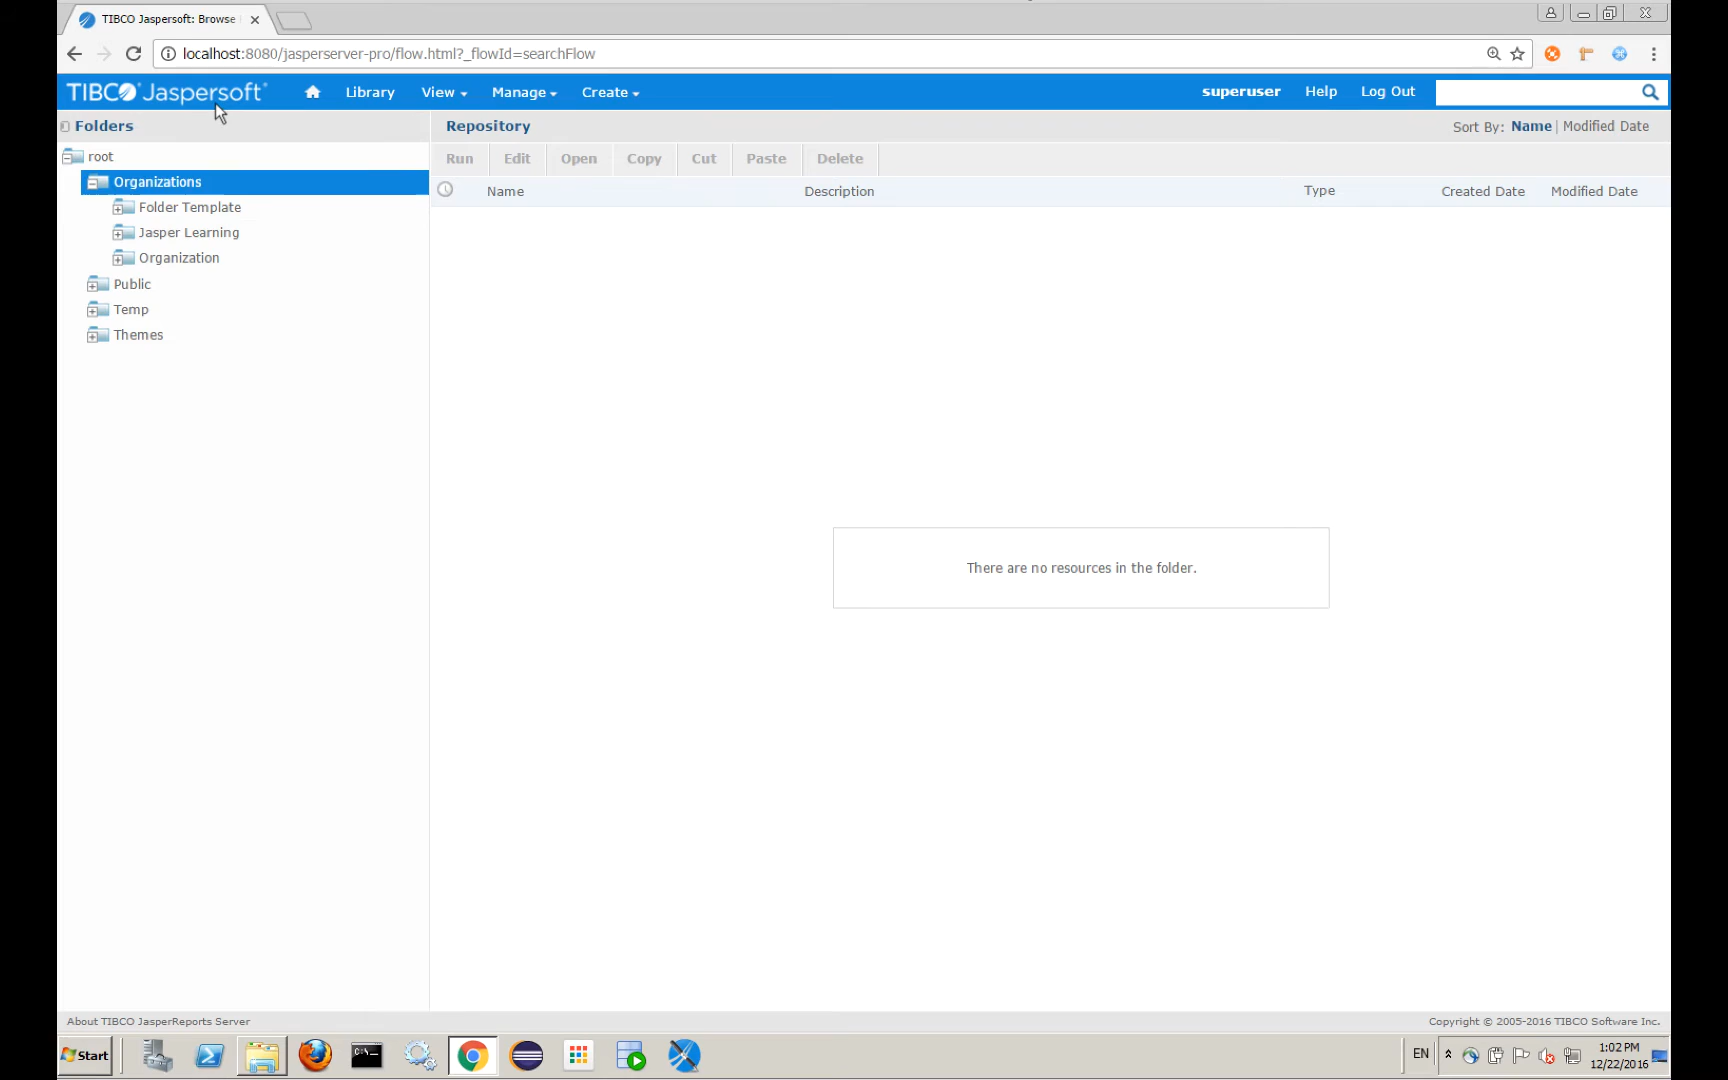 TIBCO Jaspersoft: Browse
localhost:8080/jasperserver-pro/flow.html?_flowId=searchFlow
TIBCO Jaspersoft® Library View Manage Create superuser Help Log Out
Folders
root
Organizations
Folder Template
Jasper Learning
Organization
Public
Temp
Themes
Repository Sort By: Name | Modified Date
Run Edit Open Copy Cut Paste Delete
Name Description Type Created Date Modified Date
There are no resources in the folder.
About TIBCO JasperReports Server Copyright © 2005-2016 TIBCO Software Inc.
Start EN 1:02 PM
12/22/2016